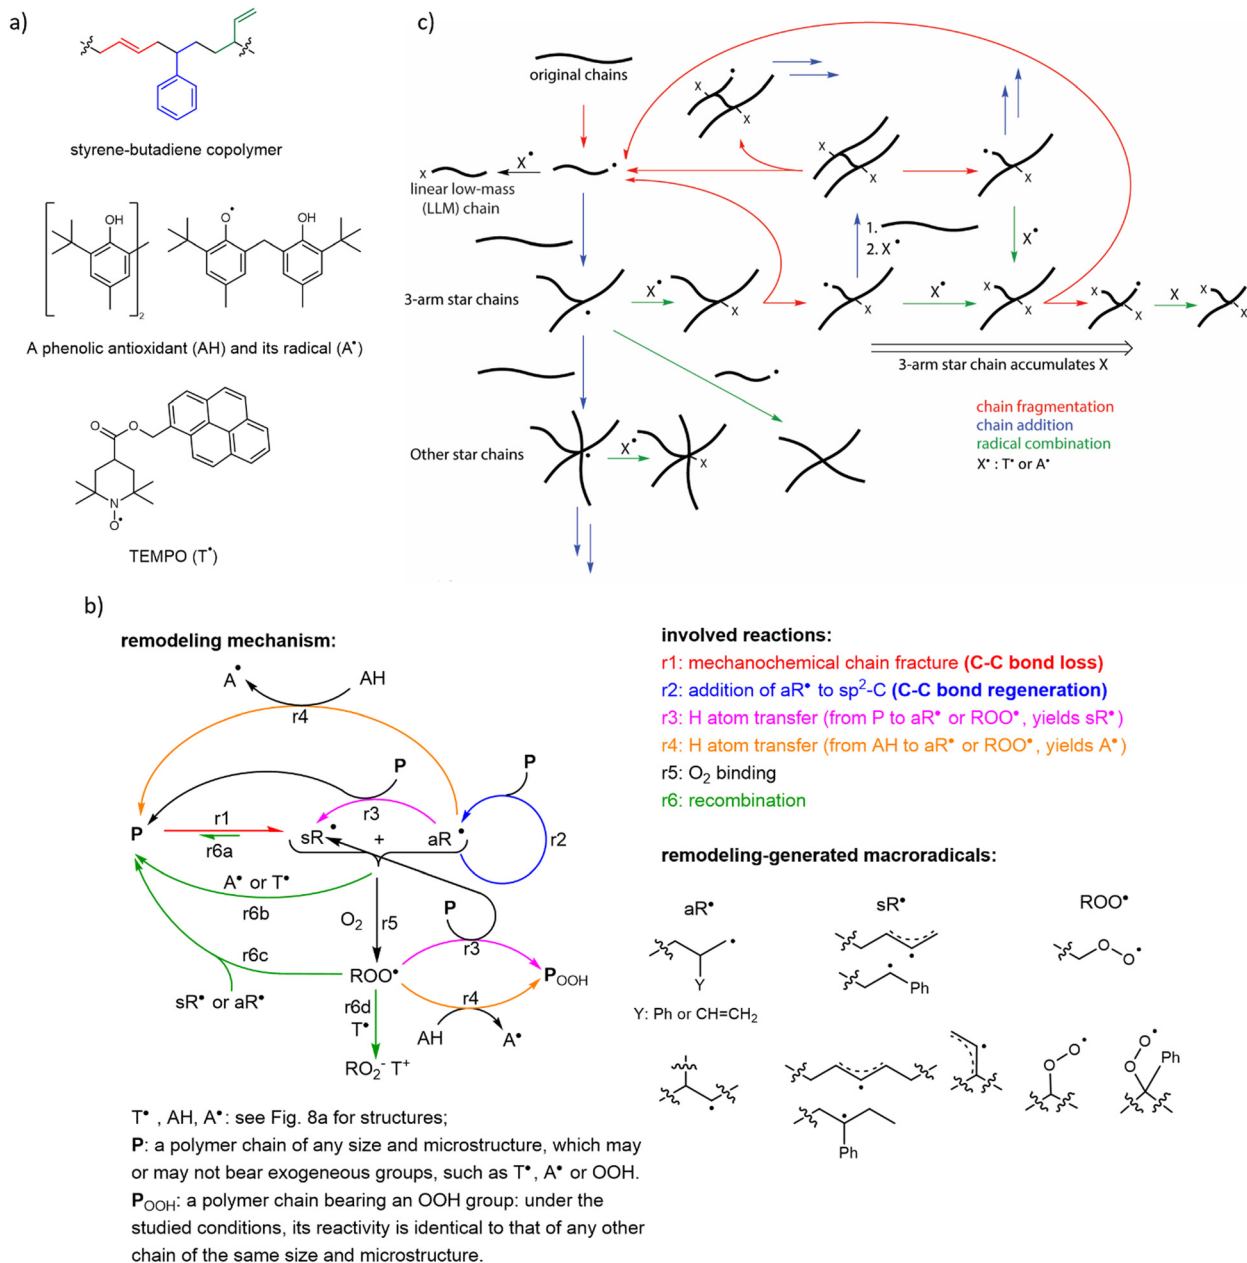 a)
styrene-butadiene copolymer
OH
2
O•
OH
A phenolic antioxidant (AH) and its radical (A•)
O
O
N
O•
TEMPO (T•)
c)
original chains
X•
x
linear low-mass
(LLM) chain
X
X
X
X
X
1.
2. X•
X•
3-arm star chains
X•
X
X
X•
X
X
X
X
X
X
X
3-arm star chain accumulates X
chain fragmentation
chain addition
radical combination
X• : T• or A•
Other star chains
X•
X
b)
remodeling mechanism:
A•
AH
r4
P
P
r3
P
r1
r6a
sR•
+
aR•
r2
A• or T•
r6b
O2
r5
P
r3
r6c
ROO•
POOH
sR• or aR•
r6d
T•
r4
AH
A•
RO2- T+
T• , AH, A•: see Fig. 8a for structures;
P: a polymer chain of any size and microstructure, which may
or may not bear exogeneous groups, such as T•, A• or OOH.
POOH: a polymer chain bearing an OOH group: under the
studied conditions, its reactivity is identical to that of any other
chain of the same size and microstructure.
involved reactions:
r1: mechanochemical chain fracture (C-C bond loss)
r2: addition of aR• to sp2-C (C-C bond regeneration)
r3: H atom transfer (from P to aR• or ROO•, yields sR•)
r4: H atom transfer (from AH to aR• or ROO•, yields A•)
r5: O2 binding
r6: recombination
remodeling-generated macroradicals:
aR•
sR•
ROO•
Y
Ph
O
O•
Y: Ph or CH=CH2
Ph
O
O•
O
O•
Ph